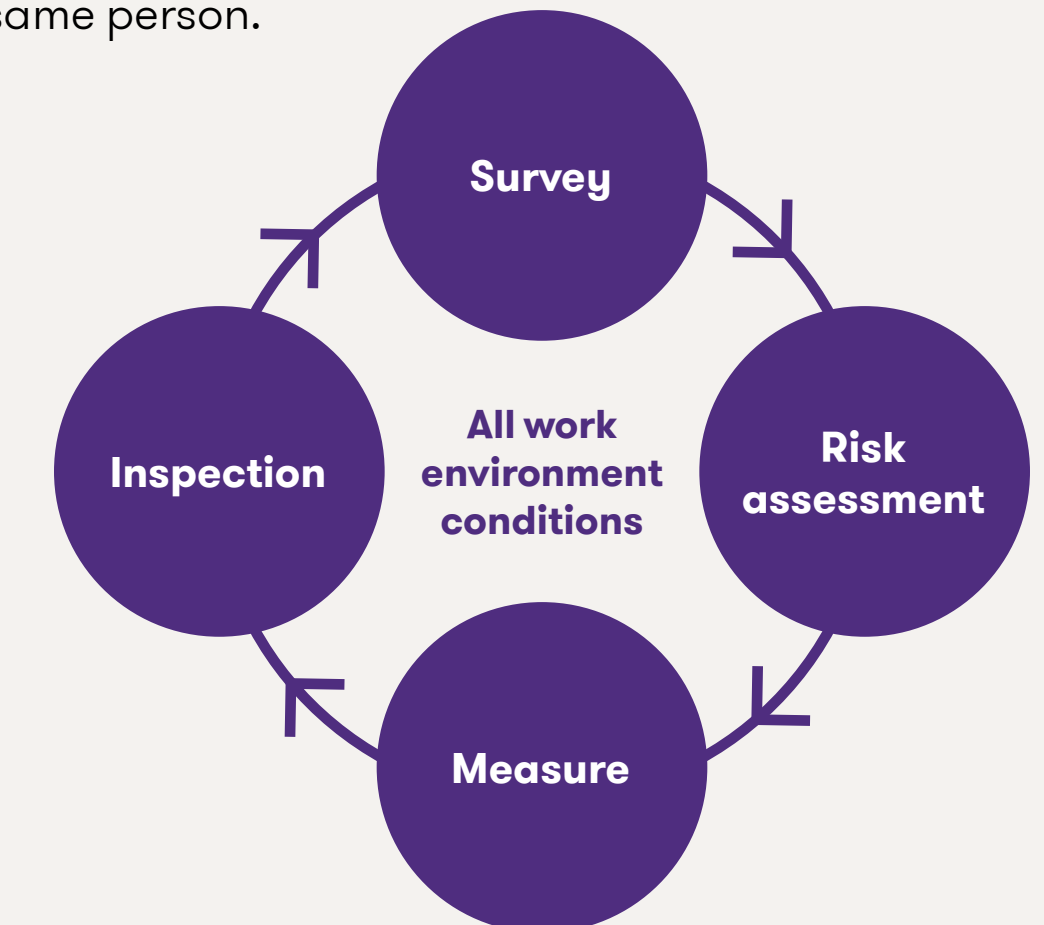 same person.
Survey
Risk
assessment
Measure
Inspection
All work
environment
conditions